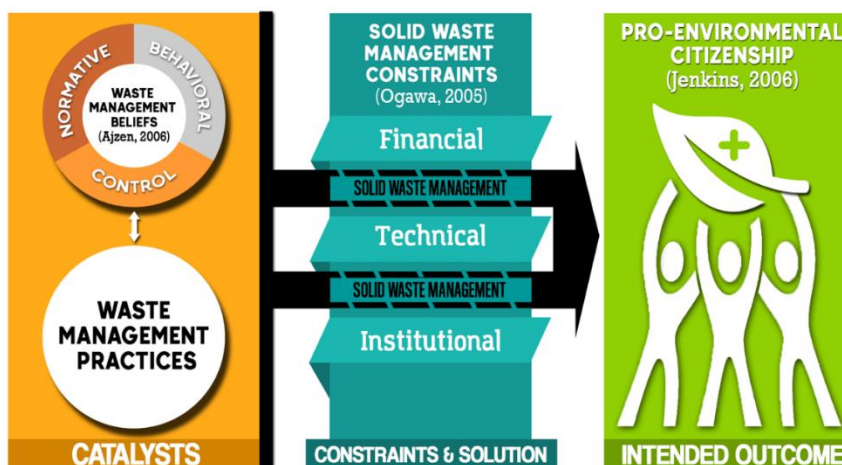 NORMATIVE
BEHAVIORAL
WASTE
MANAGEMENT
BELIEFS
(Ajzen, 2006)
CONTROL
WASTE
MANAGEMENT
PRACTICES
CATALYSTS
SOLID WASTE
MANAGEMENT
CONSTRAINTS
(Ogawa, 2005)
Financial
SOLID WASTE MANAGEMENT
Technical
SOLID WASTE MANAGEMENT
Institutional
CONSTRAINTS & SOLUTION
PRO-ENVIRONMENTAL
CITIZENSHIP
(Jenkins, 2006)
INTENDED OUTCOME